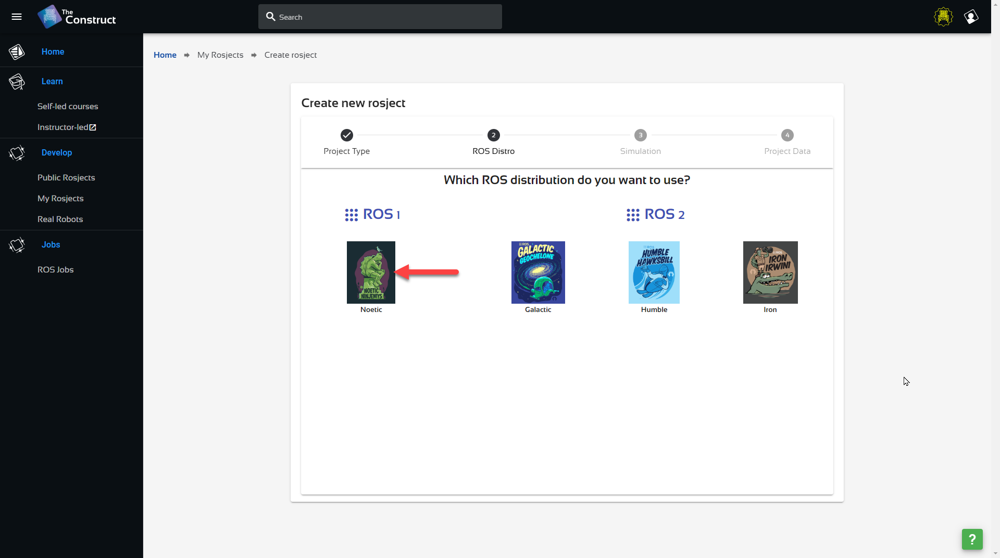 The
Construct
Search
Home
Learn
Self-led courses
Instructor-led
Develop
Public Rosjects
My Rosjects
Real Robots
Jobs
ROS Jobs
Home My Rosjects Create rosject
Create new rosject
2 3 4
Project Type ROS Distro Simulation Project Data
Which ROS distribution do you want to use?
ROS 1 ROS 2
NOETIC
NINJEMYS
ROS
GALACTIC
GEOCHELONE
ROS
HUMBLE
HAWKSBILL
ROS
IRON
IRWINI
Noetic Galactic Humble Iron
?